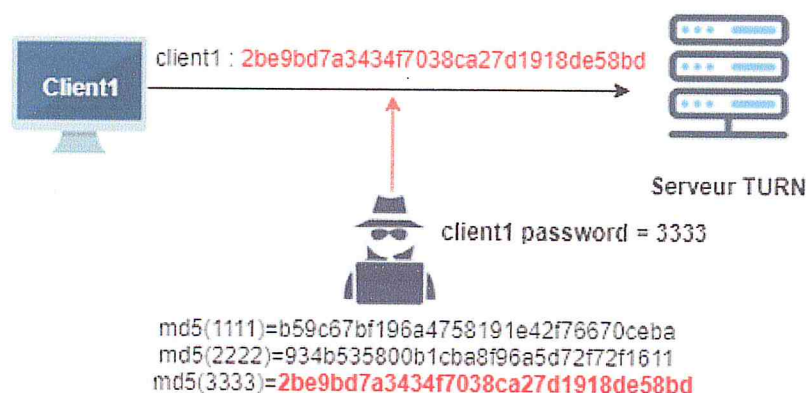 client1 : 2be9bd7a3434f7038ca27d1918de58bd
Client1
Serveur TURN
client1 password = 3333
md5(1111)=b59c67bf196a4758191e42f76670ceba
md5(2222)=934b535800b1cba8f96a5d72f72f1611
md5(3333)=2be9bd7a3434f7038ca27d1918de58bd